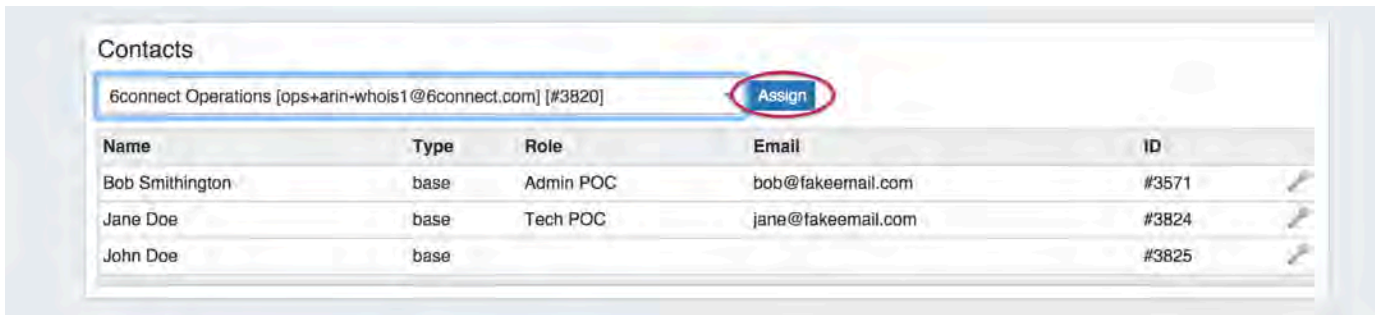 Contacts
6connect Operations [ops+arin-whois1@6connect.com] [#3820] Assign
Name Type Role Email ID
Bob Smithington base Admin POC bob@fakeemail.com #3571
Jane Doe base Tech POC jane@fakeemail.com #3824
John Doe base #3825